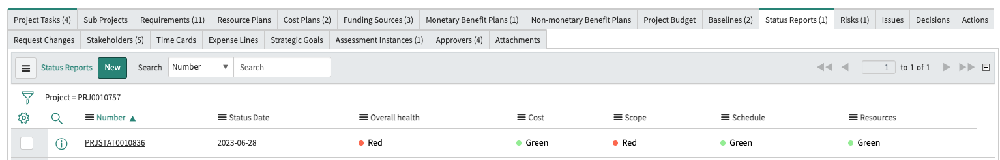 Project Tasks (4) Sub Projects Requirements (11) Resource Plans Cost Plans (2) Funding Sources (3) Monetary Benefit Plans (1) Non-monetary Benefit Plans Project Budget Baselines (2) Status Reports (1) Risks (1) Issues Decisions Actions
Request Changes Stakeholders (5) Time Cards Expense Lines Strategic Goals Assessment Instances (1) Approvers (4) Attachments
Status Reports New Search Number Search 1 to 1 of 1
Project = PRJ0010757
Number Status Date Overall health Cost Scope Schedule Resources
PRJSTAT0010836 2023-06-28 Red Green Red Green Green